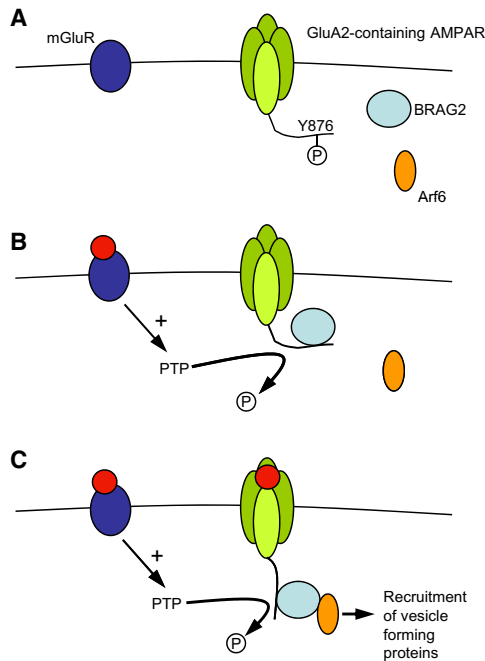 A
mGluR
GluA2-containing AMPAR
Y876
P
BRAG2
Arf6
B
+
PTP
P
C
+
PTP
P
Recruitment
of vesicle
forming
proteins